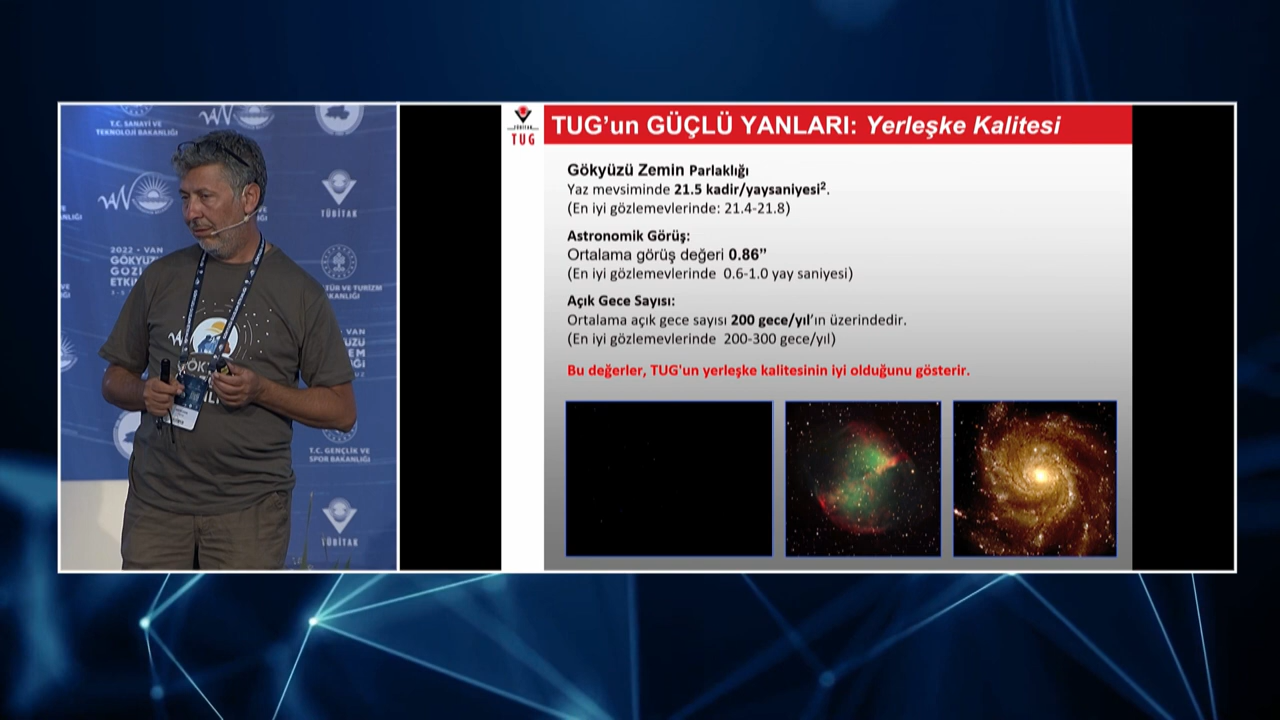 T.C. SANAYİ VE
TEKNOLOJİ BAKANLIĞI
VAN
VAN
TÜBİTAK
2022 - VAN
GÖKYÜZÜ
T.C. GENÇLİK VE
SPOR BAKANLIĞI
TÜBİTAK
TÜBİTAK
TUG
TUG'un GÜÇLÜ YANLARI: Yerleşke Kalitesi
Gökyüzü Zemin Parlaklığı
Yaz mevsiminde 21.5 kadir/yaysaniyesi².
(En iyi gözlemevlerinde: 21.4-21.8)
Astronomik Görüş:
Ortalama görüş değeri 0.86”
(En iyi gözlemevlerinde 0.6-1.0 yay saniyesi)
Açık Gece Sayısı:
Ortalama açık gece sayısı 200 gece/yıl’ın üzerindedir.
(En iyi gözlemevlerinde 200-300 gece/yıl)
Bu değerler, TUG'un yerleşke kalitesinin iyi olduğunu gösterir.